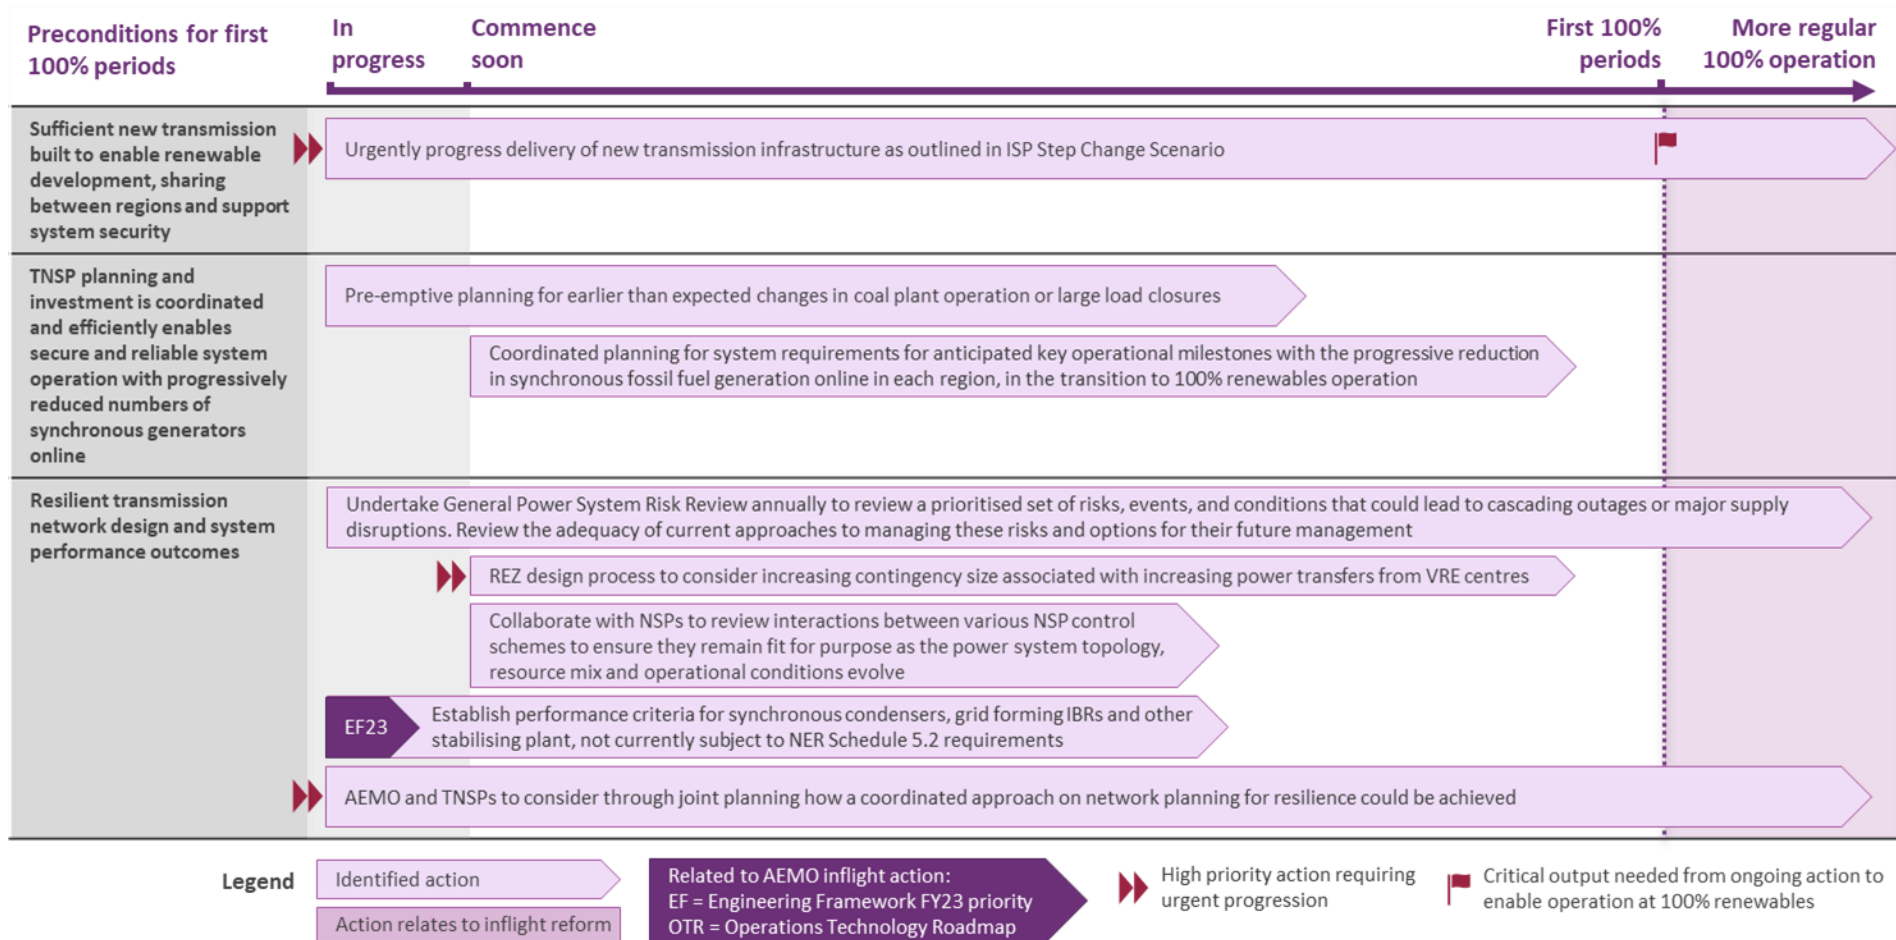 Preconditions for first
100% periods
In
progress
Commence
soon
First 100%
periods
More regular
100% operation
Sufficient new transmission
built to enable renewable
development, sharing
between regions and support
system security
Urgently progress delivery of new transmission infrastructure as outlined in ISP Step Change Scenario
TNSP planning and
investment is coordinated
and efficiently enables
secure and reliable system
operation with progressively
reduced numbers of
synchronous generators
online
Pre-emptive planning for earlier than expected changes in coal plant operation or large load closures
Coordinated planning for system requirements for anticipated key operational milestones with the progressive reduction
in synchronous fossil fuel generation online in each region, in the transition to 100% renewables operation
Resilient transmission
network design and system
performance outcomes
Undertake General Power System Risk Review annually to review a prioritised set of risks, events, and conditions that could lead to cascading outages or major supply
disruptions. Review the adequacy of current approaches to managing these risks and options for their future management
REZ design process to consider increasing contingency size associated with increasing power transfers from VRE centres
Collaborate with NSPs to review interactions between various NSP control
schemes to ensure they remain fit for purpose as the power system topology,
resource mix and operational conditions evolve
EF23
Establish performance criteria for synchronous condensers, grid forming IBRs and other
stabilising plant, not currently subject to NER Schedule 5.2 requirements
AEMO and TNSPs to consider through joint planning how a coordinated approach on network planning for resilience could be achieved
Legend
Identified action
Action relates to inflight reform
Related to AEMO inflight action:
EF = Engineering Framework FY23 priority
OTR = Operations Technology Roadmap
High priority action requiring
urgent progression
Critical output needed from ongoing action to
enable operation at 100% renewables